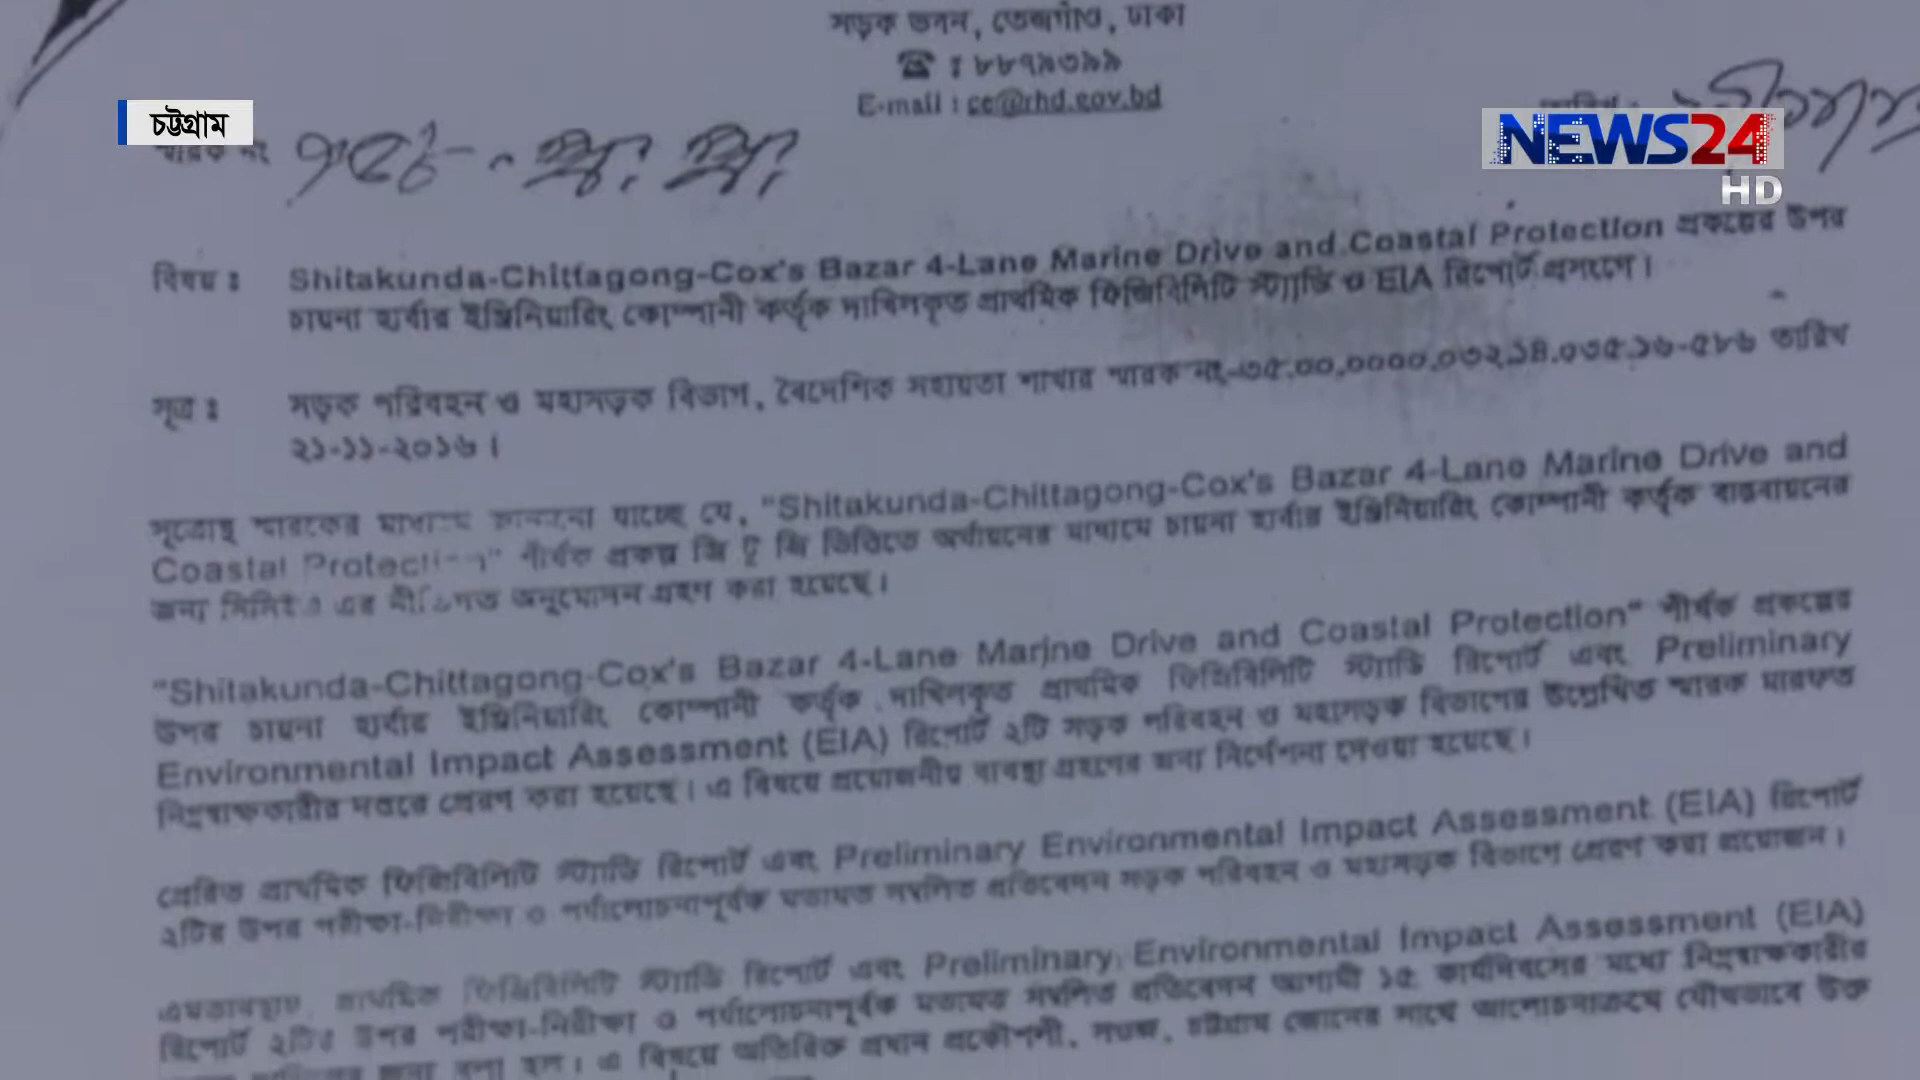 সড়ক ভবন, তেজগাঁও, ঢাকা
☎ : ৮৮৭৯৩৯৯
E-mail : ce@rhd.gov.bd
চট্টগ্রাম
NEWS24
HD
স্মারক নং
বিষয় : Shitakunda-Chittagong-Cox's Bazar 4-Lane Marine Drive and Coastal Protection প্রকল্পের উপর
চায়না হার্বার ইঞ্জিনিয়ারিং কোম্পানী কর্তৃক দাখিলকৃত প্রাথমিক ফিজিবিলিটি স্ট্যাডি ও EIA রিপোর্ট প্রসংগে।
সূত্র : সড়ক পরিবহন ও মহাসড়ক বিভাগ, বৈদেশিক সহায়তা শাখার স্মারক নং-৩৫.০০.০০০০.০৩২.১৪.০৩৫.১৬-৫৮৬ তারিখ
২১-১১-২০১৬ ।
সূত্রোস্থ স্মারকের মাধ্যমে জানানো যাচ্ছে যে, "Shitakunda-Chittagong-Cox's Bazar 4-Lane Marine Drive and
Coastal Protection" শীর্ষক প্রকল্প জি টু জি ভিত্তিতে অর্থায়নের মাধ্যমে চায়না হার্বার ইঞ্জিনিয়ারিং কোম্পানী কর্তৃক বাস্তবায়নের
জন্য সিসিইএ এর নীতিগত অনুমোদন গ্রহণ করা হয়েছে।
"Shitakunda-Chittagong-Cox's Bazar 4-Lane Marine Drive and Coastal Protection" শীর্ষক প্রকল্পের
উপর চায়না হার্বার ইঞ্জিনিয়ারিং কোম্পানী কর্তৃক দাখিলকৃত প্রাথমিক ফিজিবিলিটি স্ট্যাডি রিপোর্ট এবং Preliminary
Environmental Impact Assessment (EIA) রিপোর্ট ২টি সড়ক পরিবহন ও মহাসড়ক বিভাগের উল্লেখিত স্মারক মারফত
নিম্নস্বাক্ষরকারীর দপ্তরে প্রেরণ করা হয়েছে। এ বিষয়ে প্রয়োজনীয় ব্যবস্থা গ্রহণের জন্য নির্দেশনা দেওয়া হয়েছে।
প্রেরিত প্রাথমিক ফিজিবিলিটি স্ট্যাডি রিপোর্ট এবং Preliminary Environmental Impact Assessment (EIA) রিপোর্ট
২টির উপর পরীক্ষা-নিরীক্ষা ও পর্যালোচনাপূর্বক মতামত সম্বলিত প্রতিবেদন সড়ক পরিবহন ও মহাসড়ক বিভাগে প্রেরণ করা প্রয়োজন।
এমতাবস্থায়, প্রাথমিক ফিজিবিলিটি স্ট্যাডি রিপোর্ট এবং Preliminary Environmental Impact Assessment (EIA)
রিপোর্ট ২টির উপর পরীক্ষা-নিরীক্ষা ও পর্যালোচনাপূর্বক মতামত সম্বলিত প্রতিবেদন আগামী ১৫ কার্যদিবসের মধ্যে নিম্নস্বাক্ষরকারীর
জন্য বলা হল। এ বিষয়ে অতিরিক্ত প্রধান প্রকৌশলী, সওজ, চট্টগ্রাম জোনের সাথে আলোচনাক্রমে যৌথভাবে উক্ত